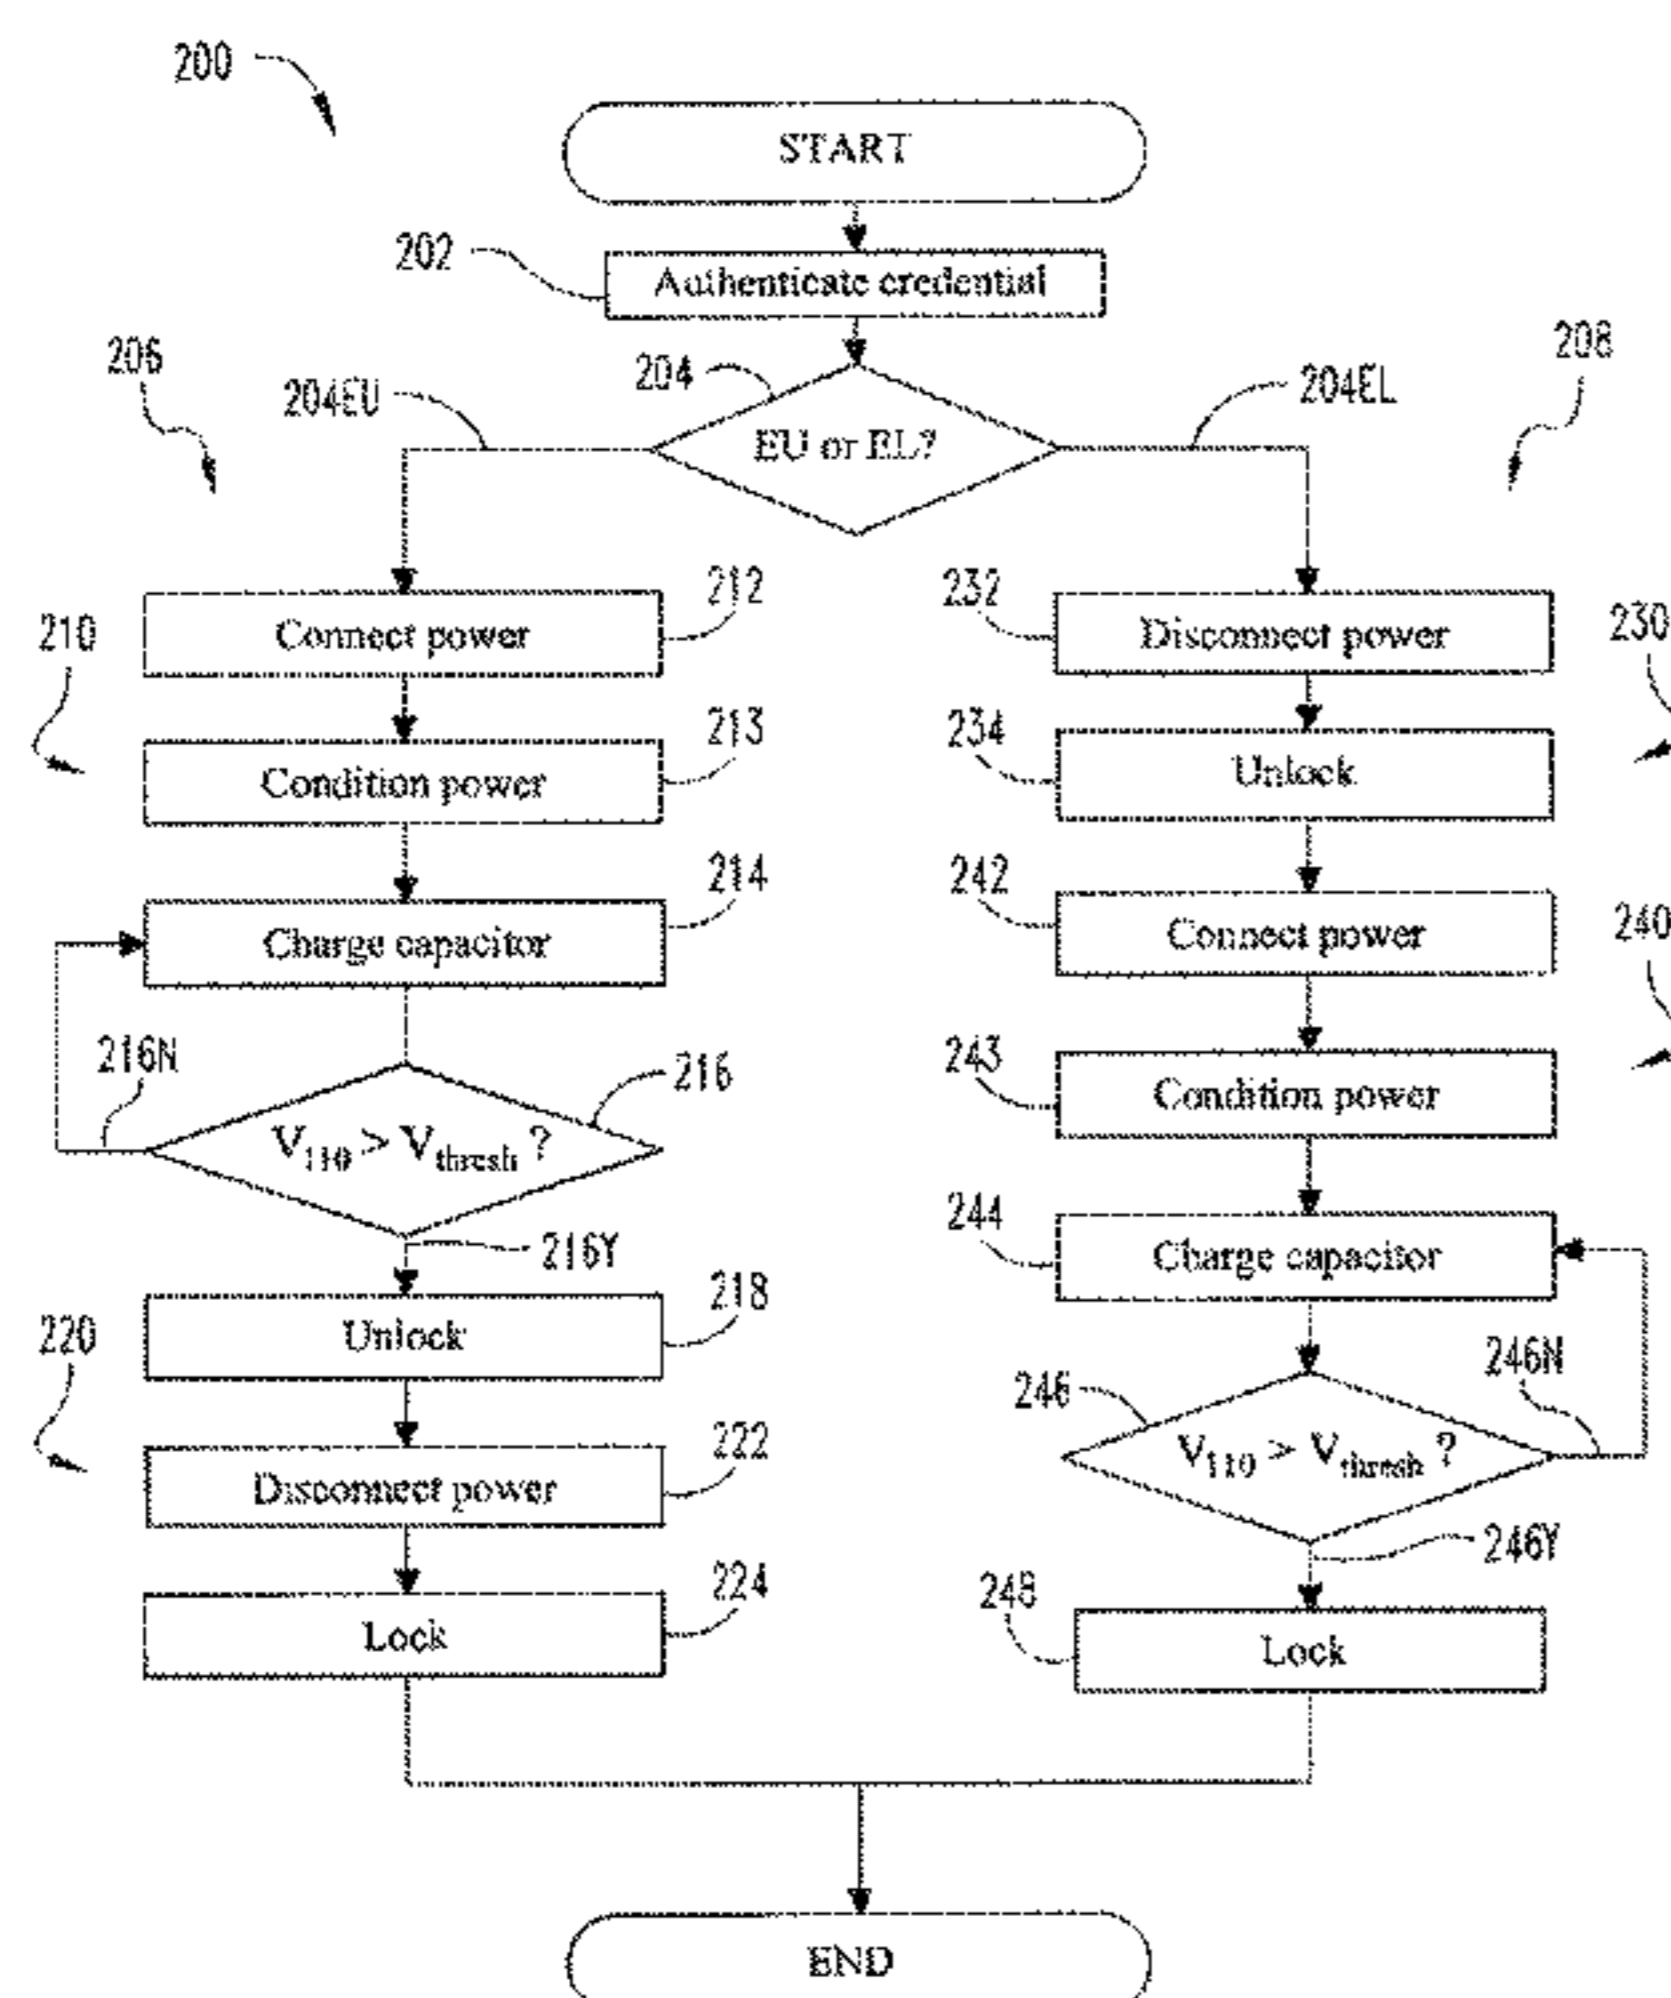 200
START
202
Authenticate credential
206
204EU
204
EU or EL?
204EL
208
210
Connect power
212
232
Disconnect power
230
Condition power
213
234
Unlock
Charge capacitor
214
242
Connect power
240
216N
V110 > Vthresh ?
216
243
Condition power
216Y
244
Charge capacitor
220
Unlock
218
246
V110 > Vthresh ?
246N
Disconnect power
222
246Y
Lock
224
248
Lock
END